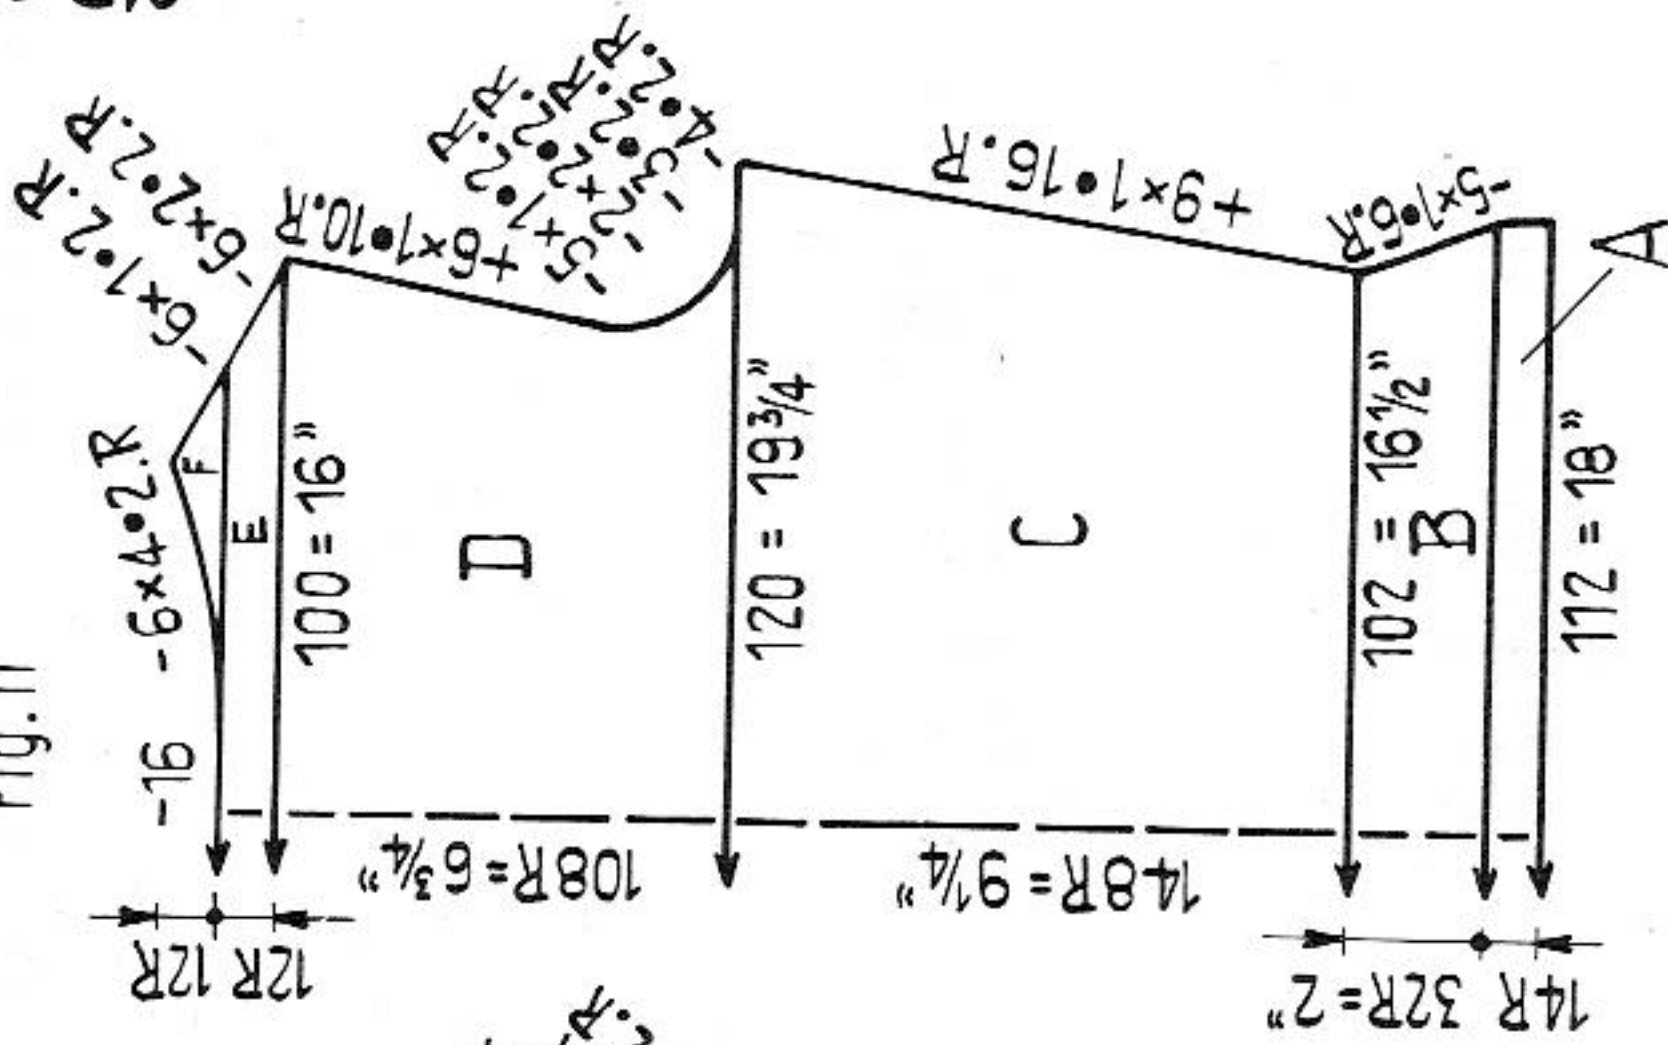 Fig. 11
-16 -6×4•2.R
-6×1•2.R
-6×2•2.R
+6×1•10.R
-5×1•2.R
-2×2•2.R
-3•2.R
-4•2.R
+9×1•16.R
-5×1•6.R
F
E
D
C
B
A
100 = 16"
120 = 19¾"
102 = 16½"
112 = 18"
12R 12R
108R = 6¾"
148R = 9¼"
14R 32R = 2"